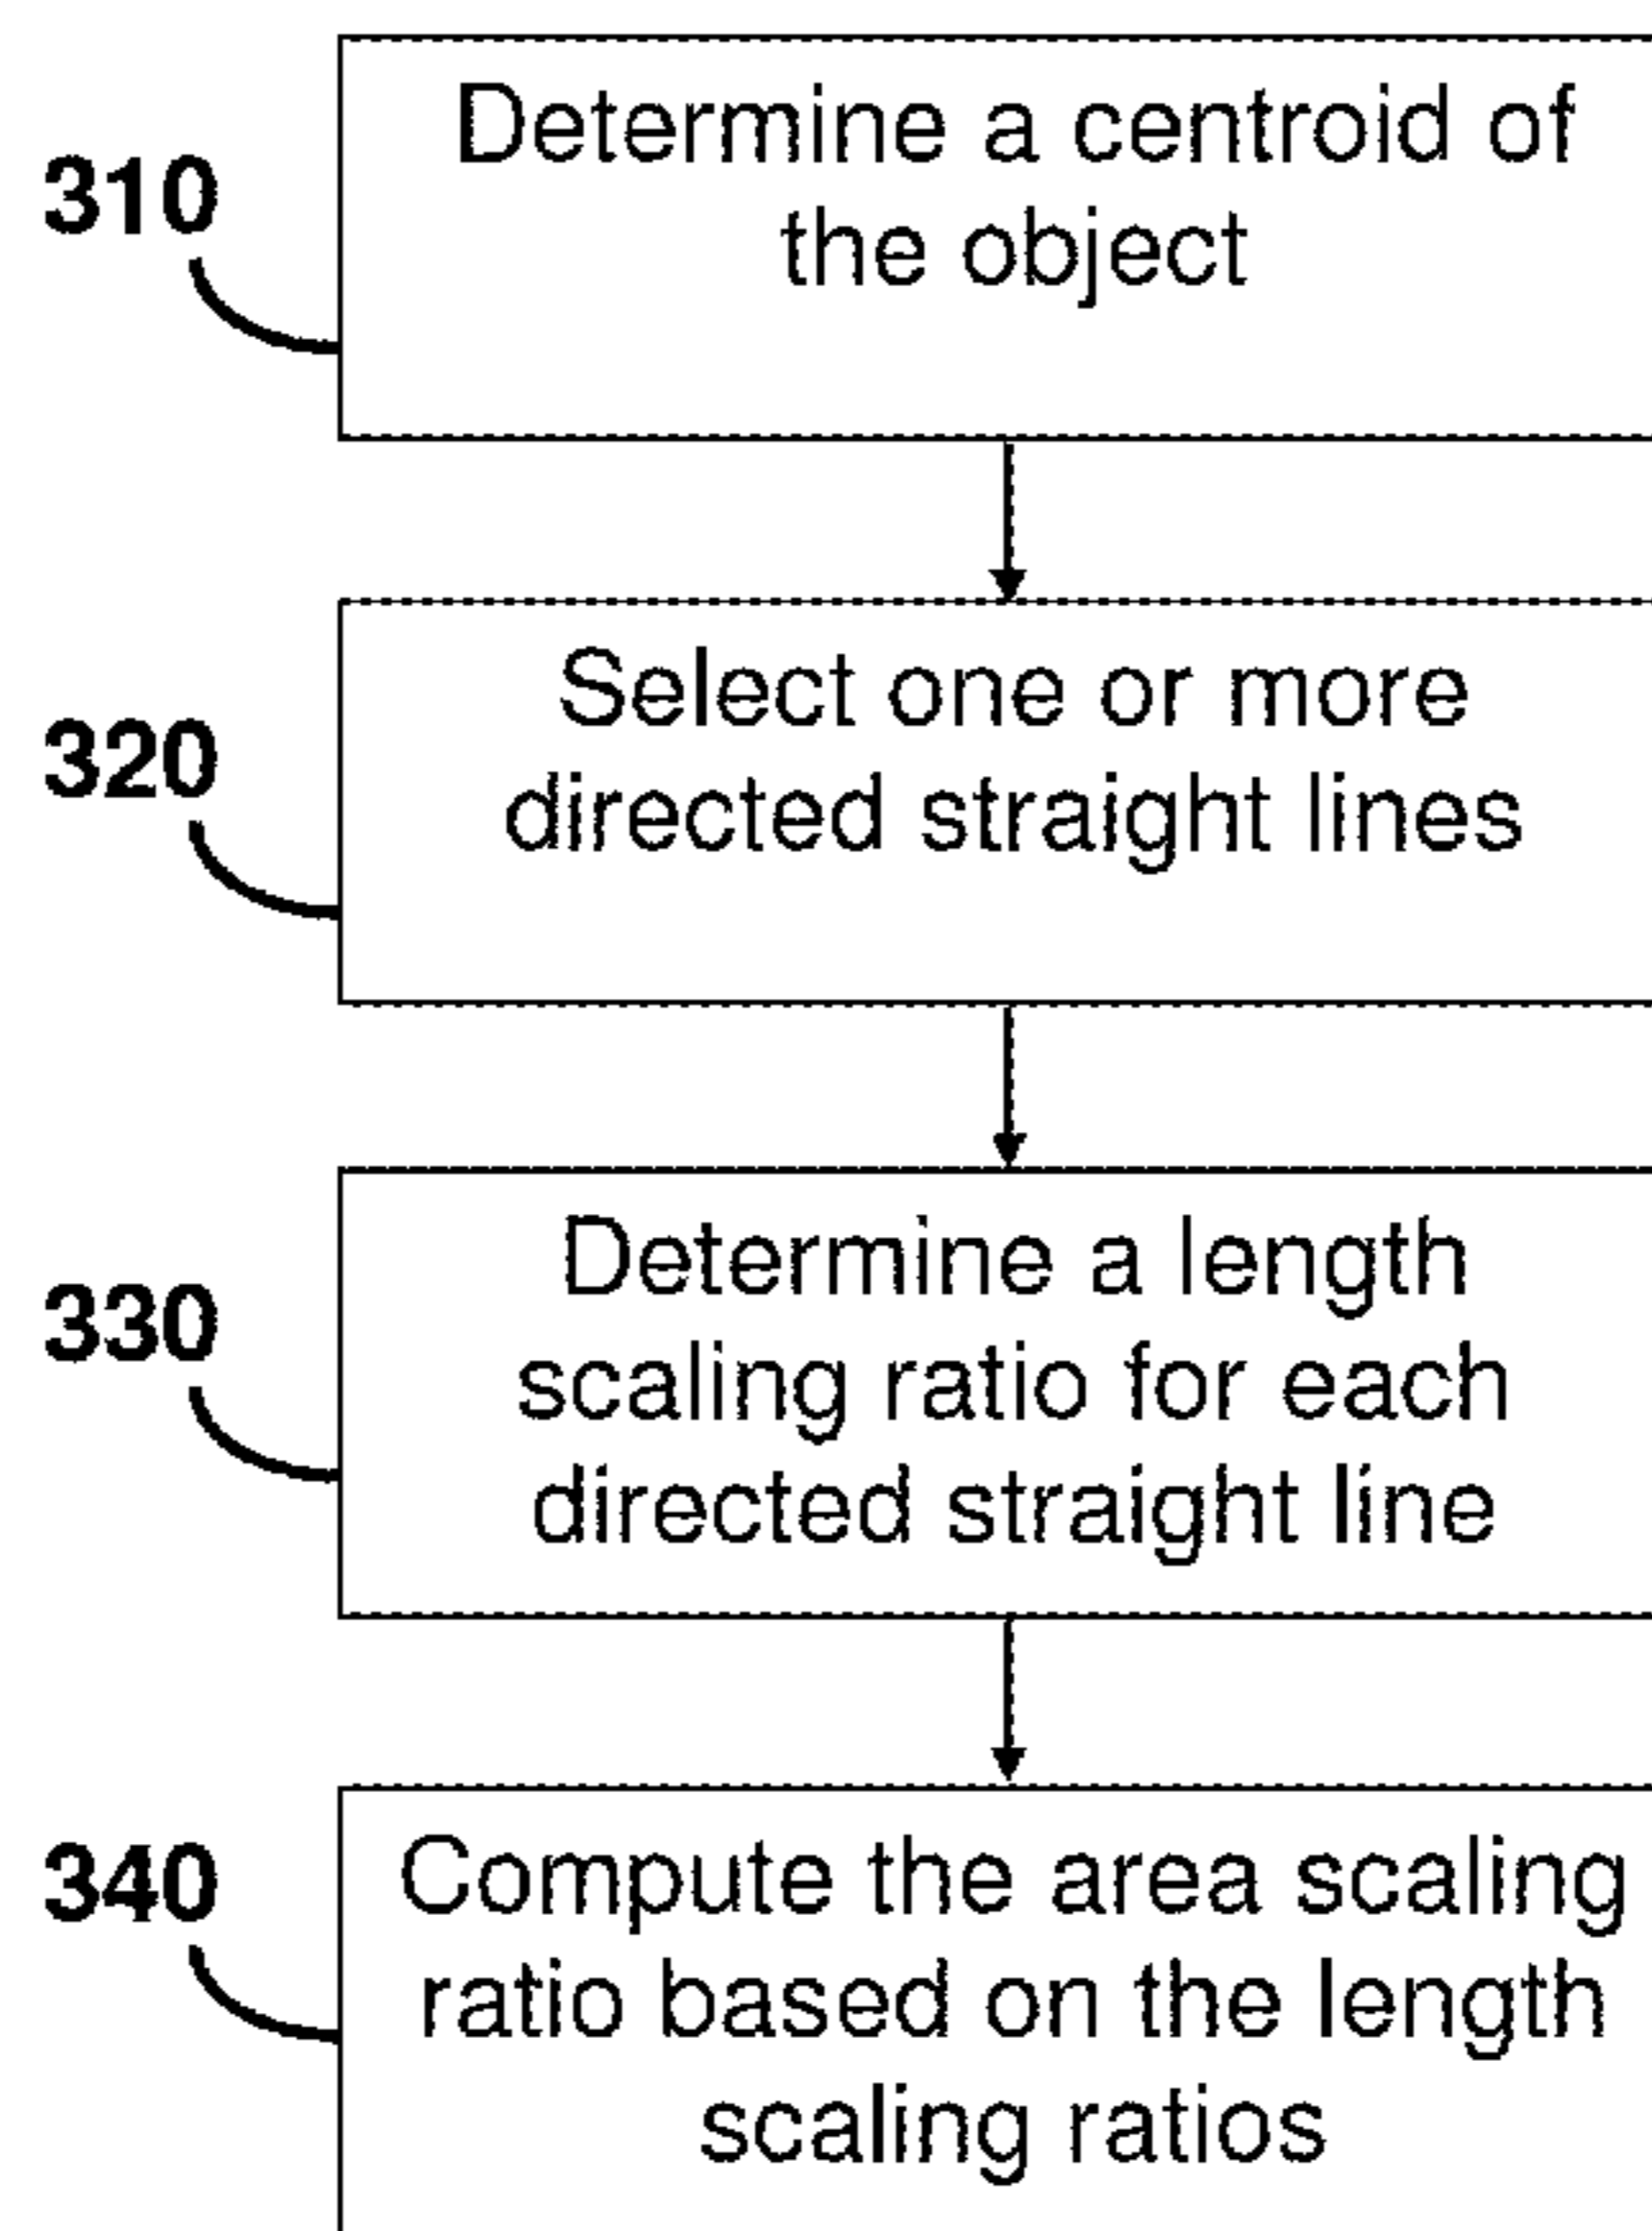 310
Determine a centroid of
the object
320
Select one or more
directed straight lines
330
Determine a length
scaling ratio for each
directed straight line
340
Compute the area scaling
ratio based on the length
scaling ratios